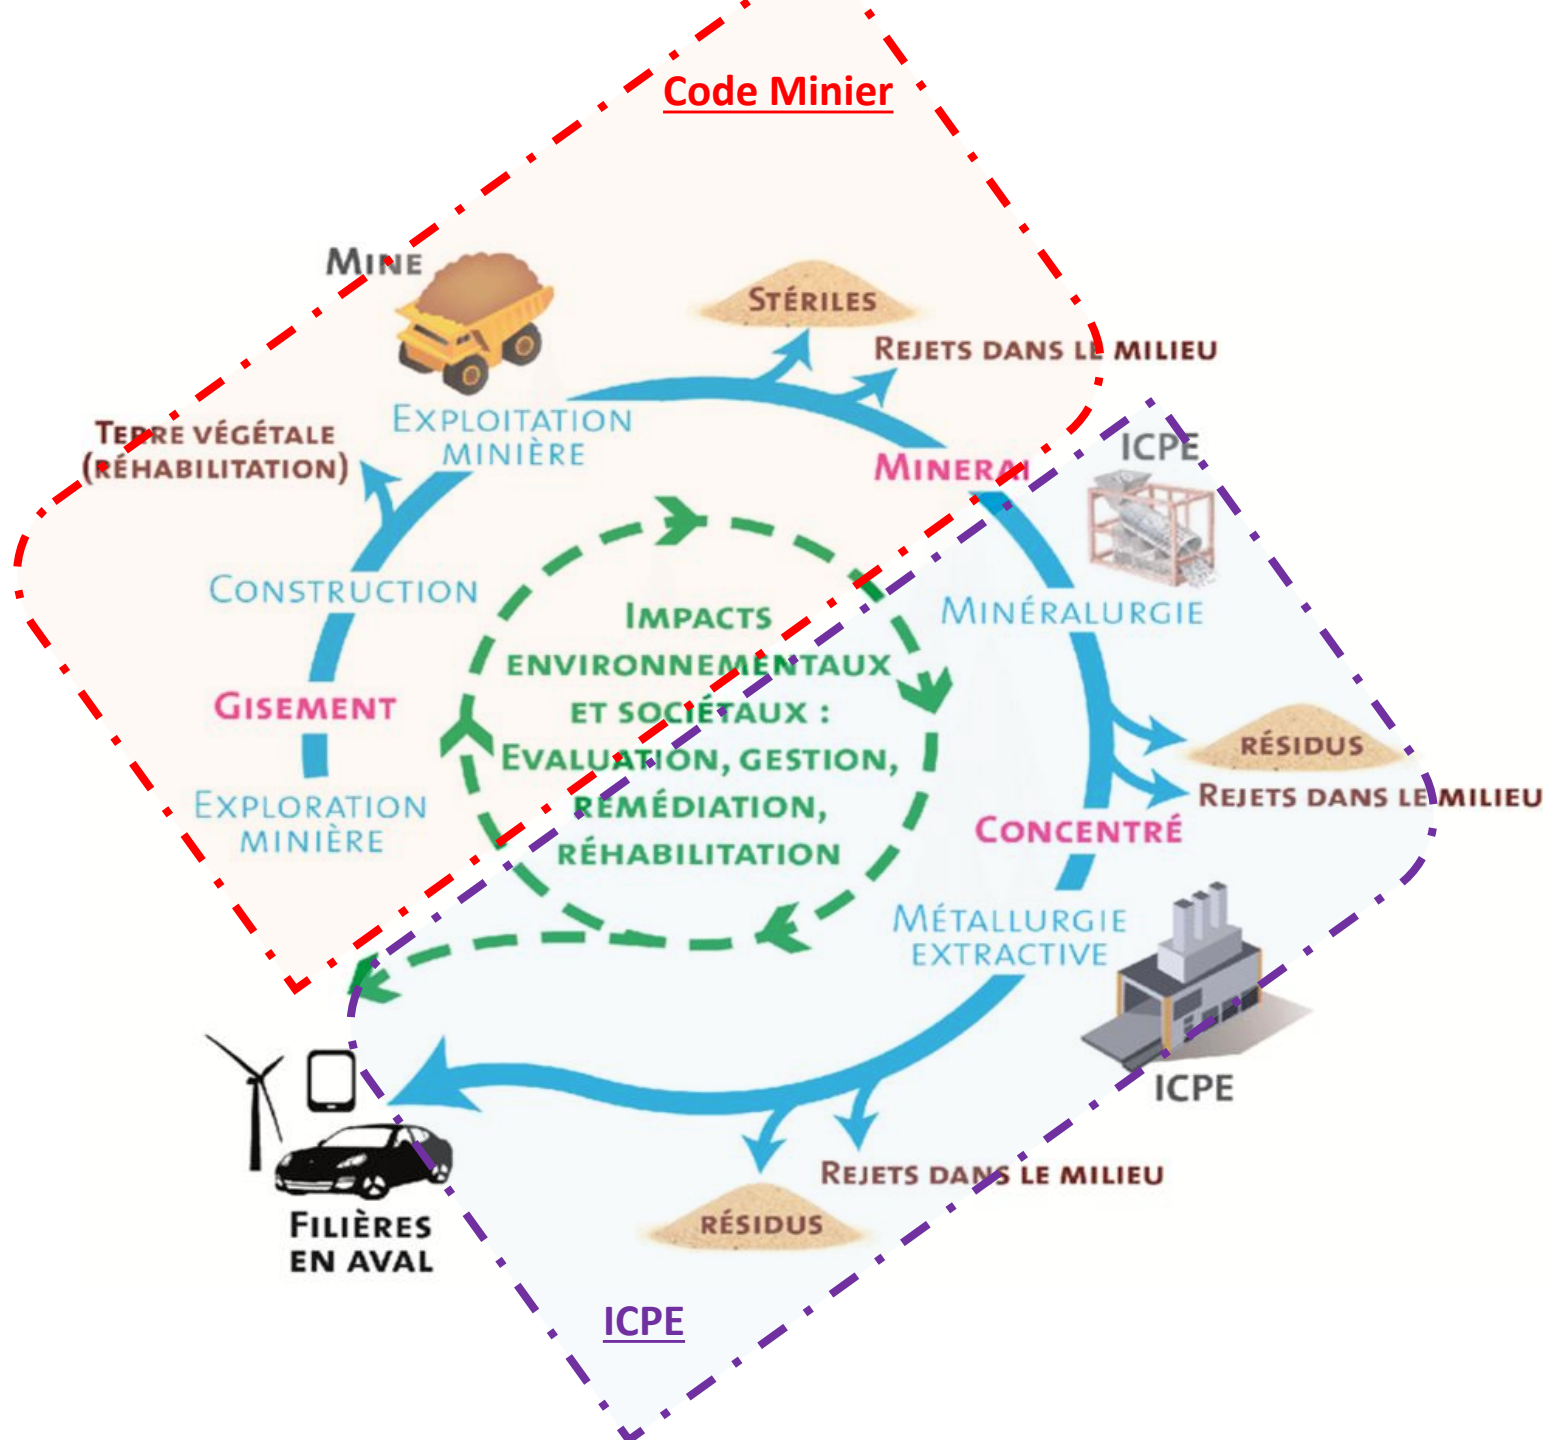 Code Minier
MINE
STÉRILES
REJETS DANS LE MILIEU
EXPLOITATION
MINIÈRE
TERRE VÉGÉTALE
(RÉHABILITATION)
MINERAI
ICPE
CONSTRUCTION
MINÉRALURGIE
IMPACTS
ENVIRONNEMENTAUX
ET SOCIÉTAUX :
EVALUATION, GESTION,
REMÉDIATION,
RÉHABILITATION
GISEMENT
RÉSIDUS
REJETS DANS LE MILIEU
EXPLORATION
MINIÈRE
CONCENTRÉ
MÉTALLURGIE
EXTRACTIVE
ICPE
REJETS DANS LE MILIEU
RÉSIDUS
FILIÈRES
EN AVAL
ICPE